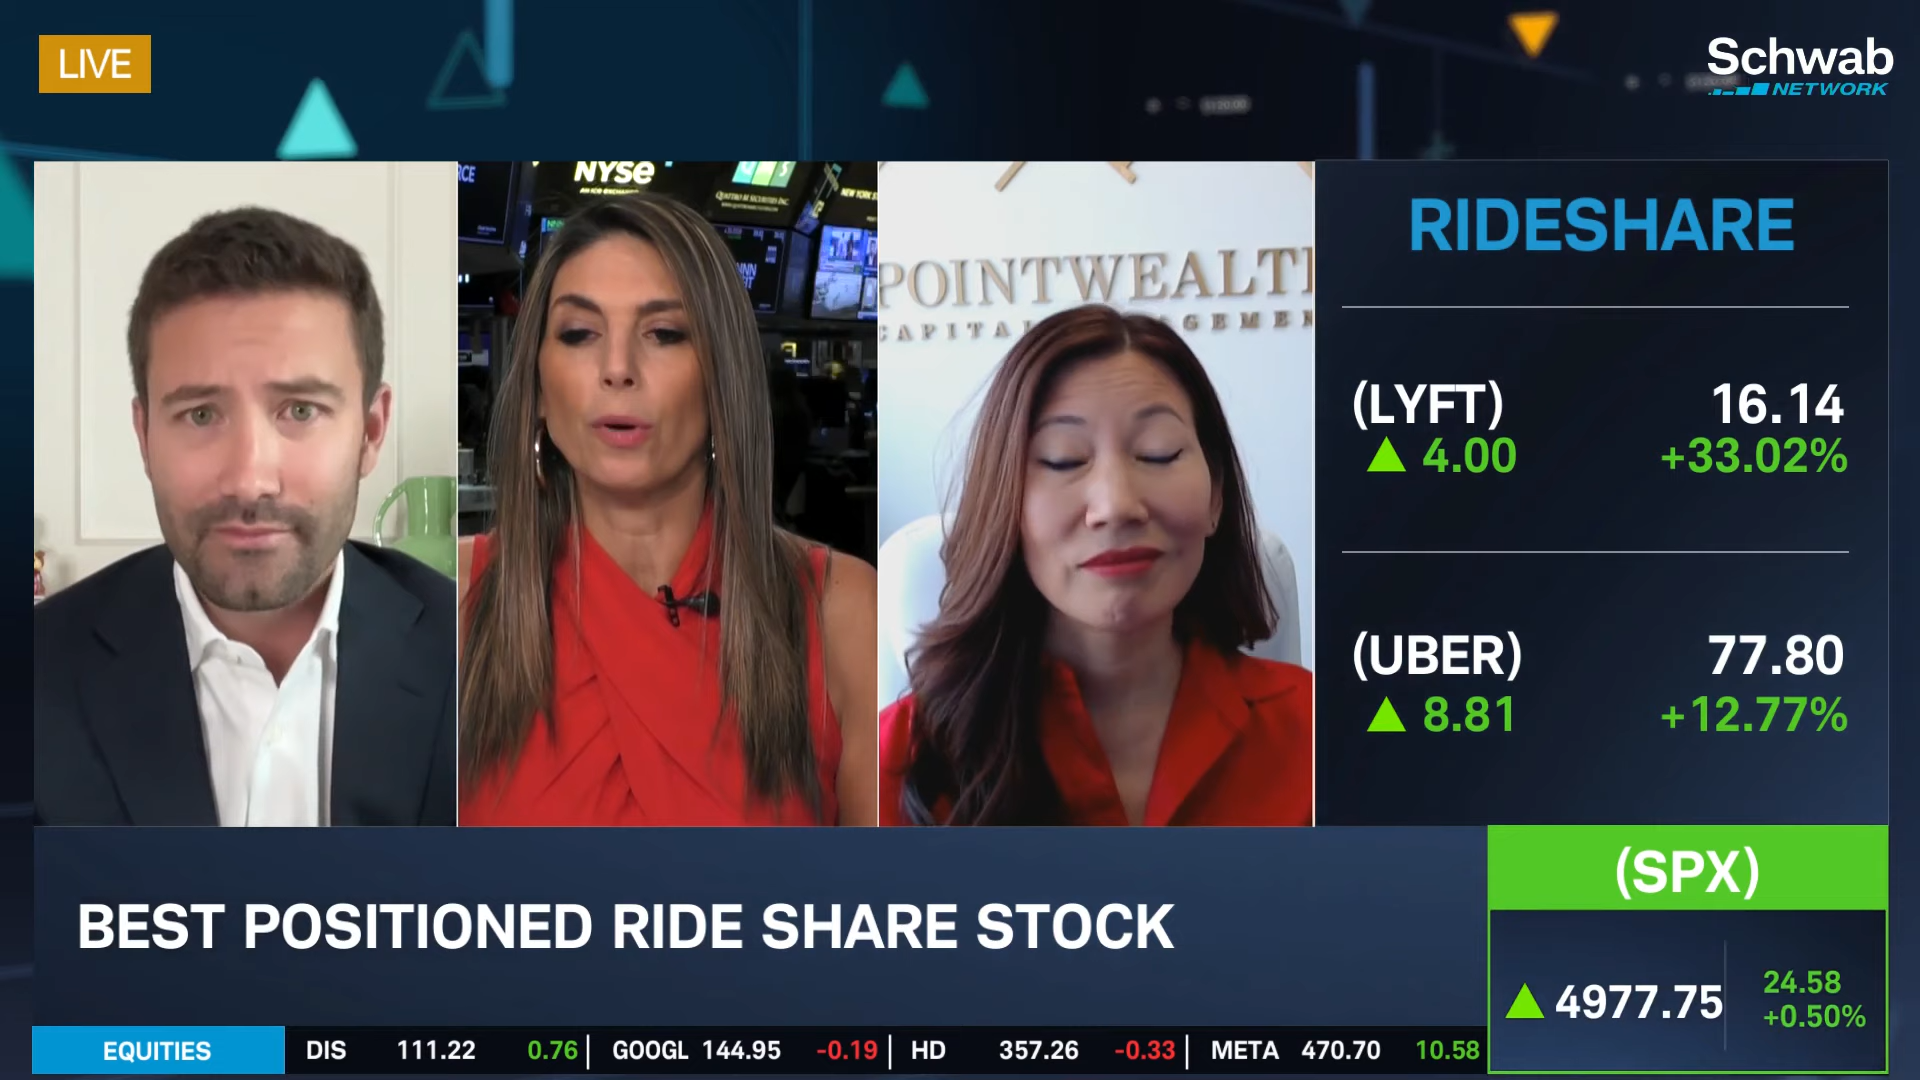 LIVE
Schwab
NETWORK
RCE
NYSE
POINTWEALT
RIDESHARE
(LYFT) 16.14
▲ 4.00 +33.02%
(UBER) 77.80
▲ 8.81 +12.77%
BEST POSITIONED RIDE SHARE STOCK
(SPX)
▲ 4977.75 24.58
+0.50%
EQUITIES DIS 111.22 0.76 GOOGL 144.95 -0.19 HD 357.26 -0.33 META 470.70 10.58